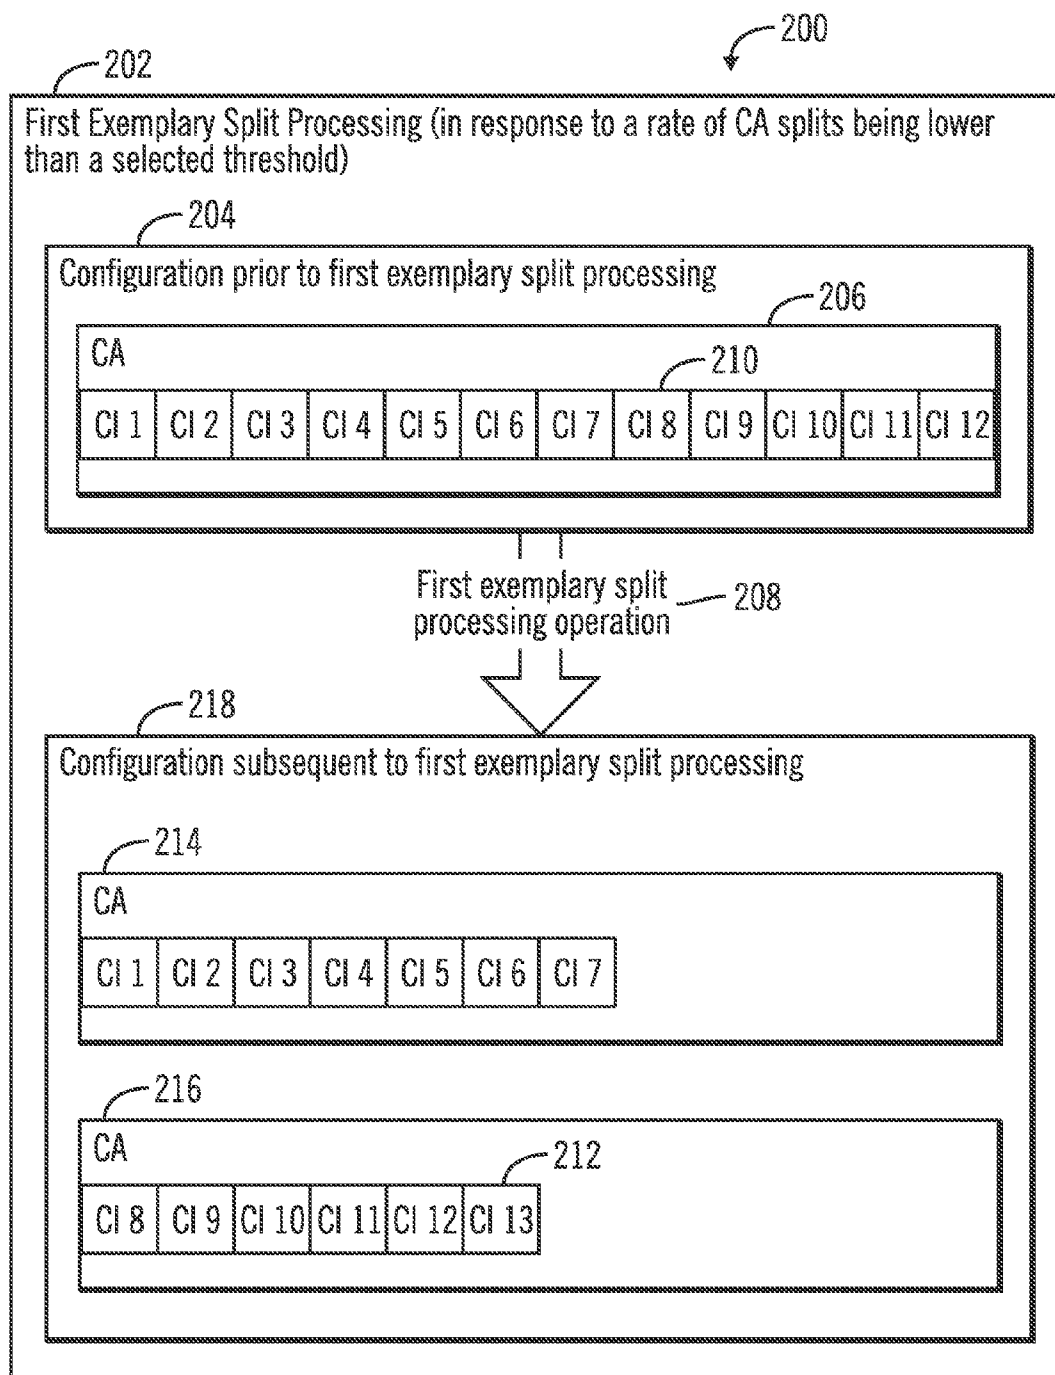 200
202
First Exemplary Split Processing (in response to a rate of CA splits being lower
than a selected threshold)
204
Configuration prior to first exemplary split processing
206
CA
210
CI 1 CI 2 CI 3 CI 4 CI 5 CI 6 CI 7 CI 8 CI 9 CI 10 CI 11 CI 12
First exemplary split
processing operation
208
218
Configuration subsequent to first exemplary split processing
214
CA
CI 1 CI 2 CI 3 CI 4 CI 5 CI 6 CI 7
216
CA
212
CI 8 CI 9 CI 10 CI 11 CI 12 CI 13